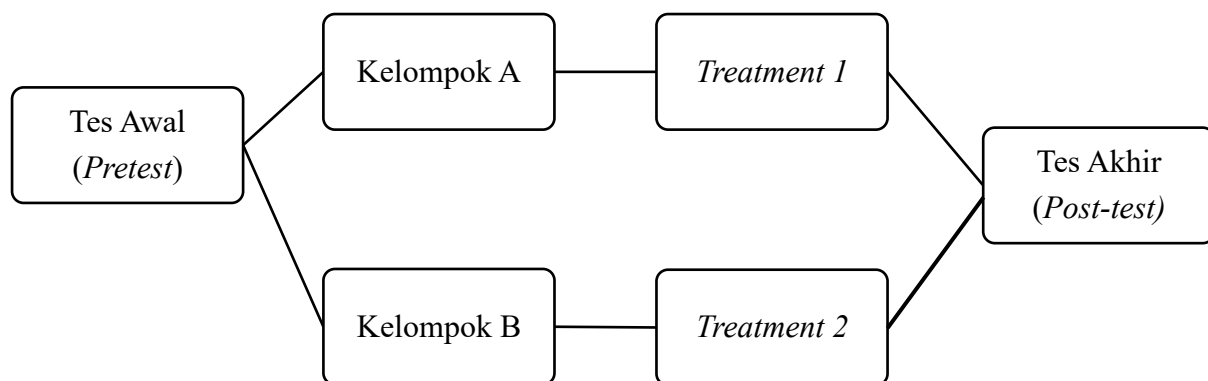 Tes Awal
(Pretest)
Kelompok A
Treatment 1
Kelompok B
Treatment 2
Tes Akhir
(Post-test)